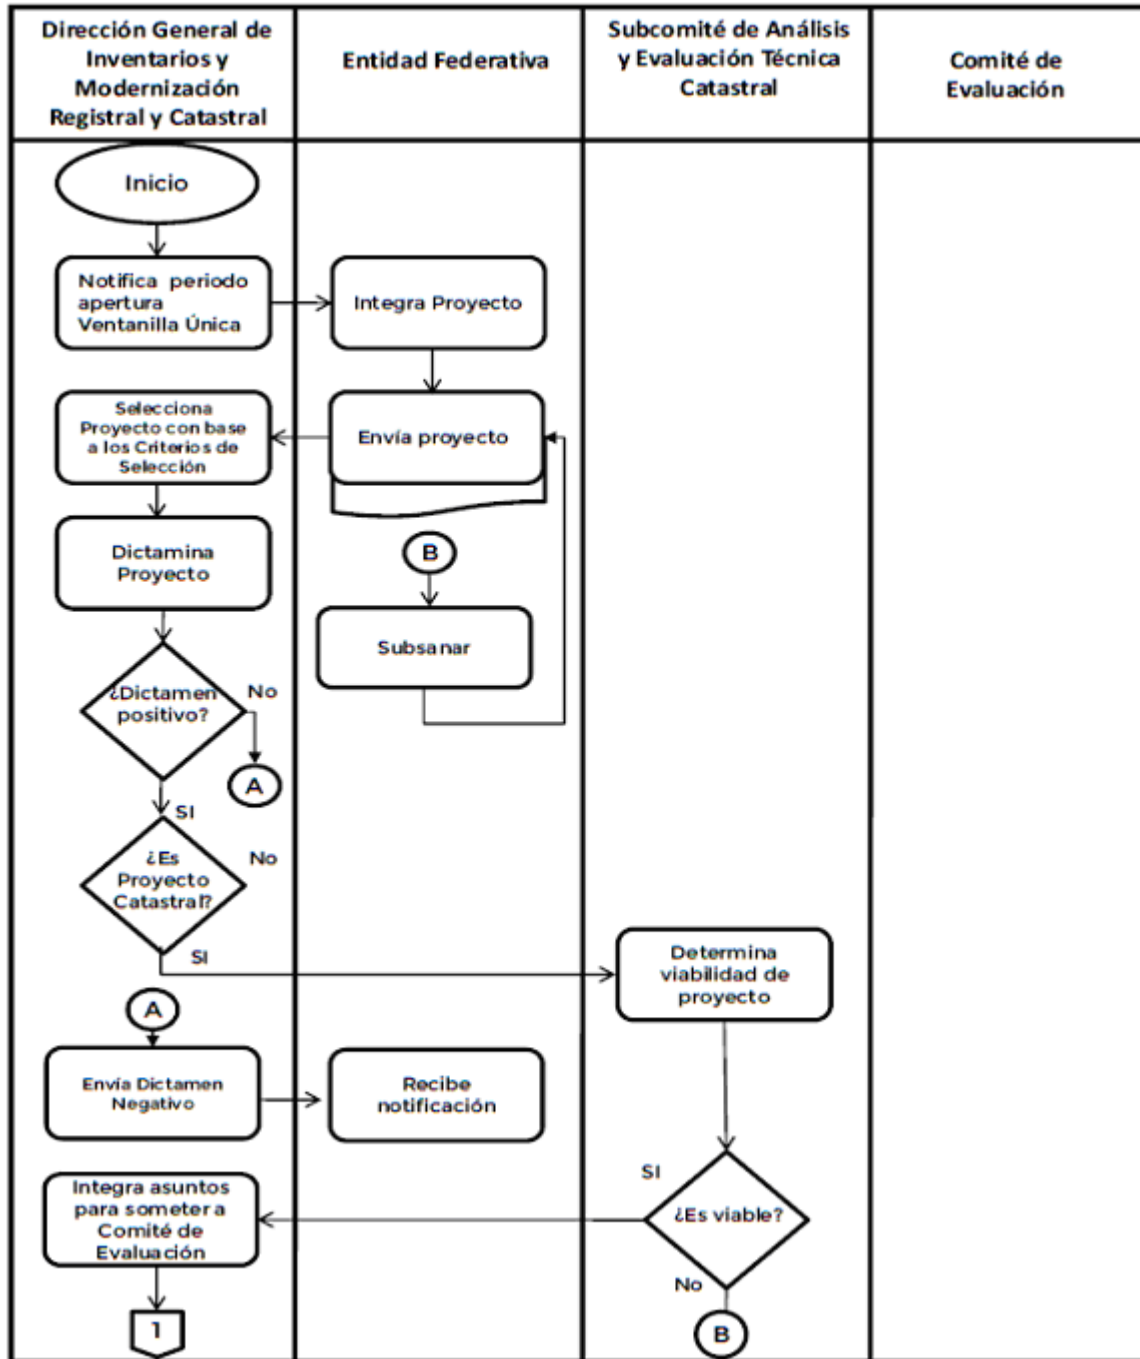 Dirección General de
Inventarios y
Modernización
Registral y Catastral
Entidad Federativa
Subcomité de Análisis
y Evaluación Técnica
Catastral
Comité de
Evaluación
Inicio
Notifica periodo
apertura
Ventanilla Única
Integra Proyecto
Selecciona
Proyecto con base
a los Criterios de
Selección
Envía proyecto
Dictamina
Proyecto
B
Subsanar
¿Dictamen
positivo?
No
A
SI
¿Es
Proyecto
Catastral?
No
SI
Determina
viabilidad de
proyecto
A
Envía Dictamen
Negativo
Recibe
notificación
Integra asuntos
para someter a
Comité de
Evaluación
SI
¿Es viable?
No
1
B